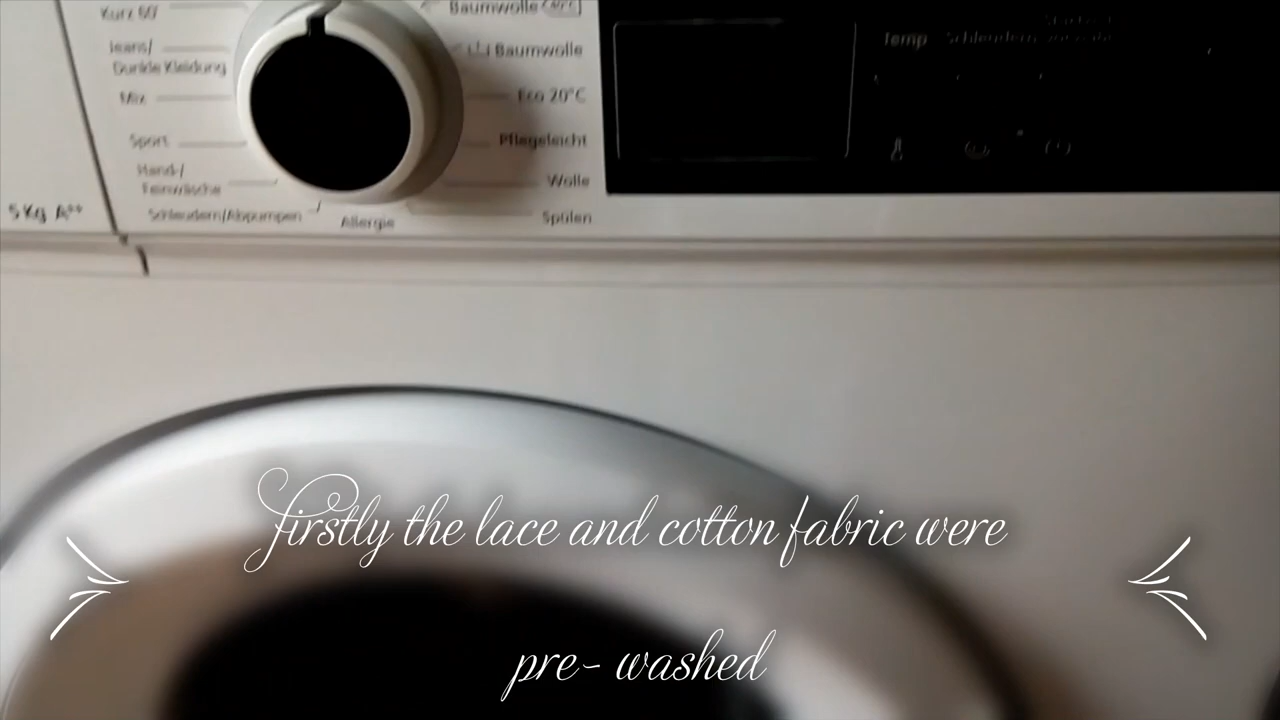 Kurz 60'
Baumwolle
Jeans/
Dunkle Kleidung
Baumwolle
Mix
Eco 20°C
Sport
Pflegeleicht
Hand-/
Feinwäsche
Wolle
Schleudern/Abpumpen
Allergie
Spülen
5 Kg A++
Temp Schleudern
firstly the lace and cotton fabric were
pre- washed